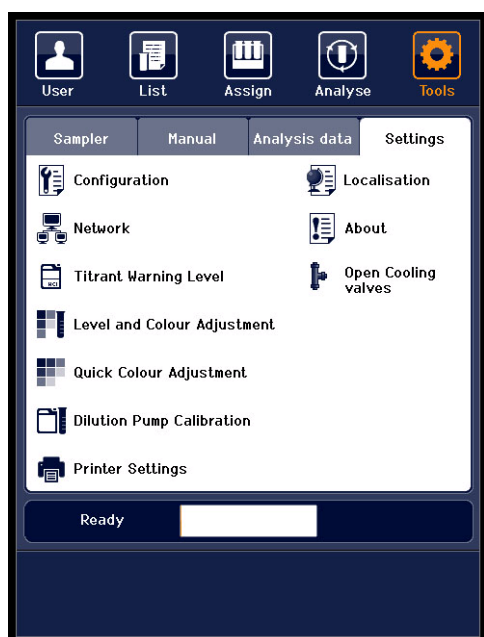 User
List
Assign
Analyse
Tools
Sampler
Manual
Analysis data
Settings
Configuration
Localisation
Network
About
HCl
Titrant Warning Level
Open Cooling
valves
Level and Colour Adjustment
Quick Colour Adjustment
Dilution Pump Calibration
Printer Settings
Ready